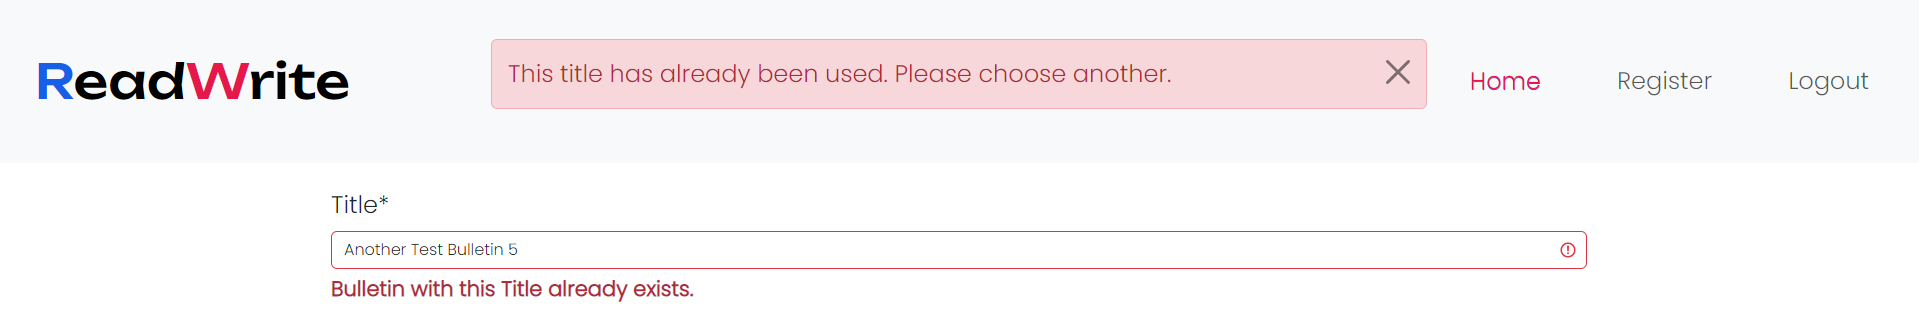 ReadWrite
This title has already been used. Please choose another.
Home
Register
Logout
Title*
Another Test Bulletin 5
Bulletin with this Title already exists.